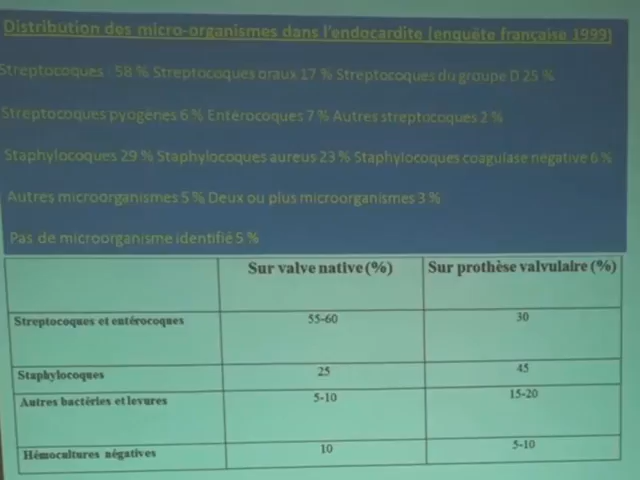 Distribution des micro-organismes dans l'endocardite (enquête française 1999)
Streptocoques 58 % Streptocoques oraux 17 % Streptocoques du groupe D 25 %
Streptocoques pyogènes 6 % Entérocoques 7 % Autres streptocoques 2 %
Staphylocoques 29 % Staphylocoques aureus 23 % Staphylocoques coagulase négative 6 %
Autres microorganismes 5 % Deux ou plus microorganismes 3 %
Pas de microorganisme identifié 5 %
Sur valve native (%) Sur prothèse valvulaire (%)
Streptocoques et entérocoques 55-60 30
Staphylocoques 25 45
Autres bactéries et levures 5-10 15-20
Hémocultures négatives 10 5-10